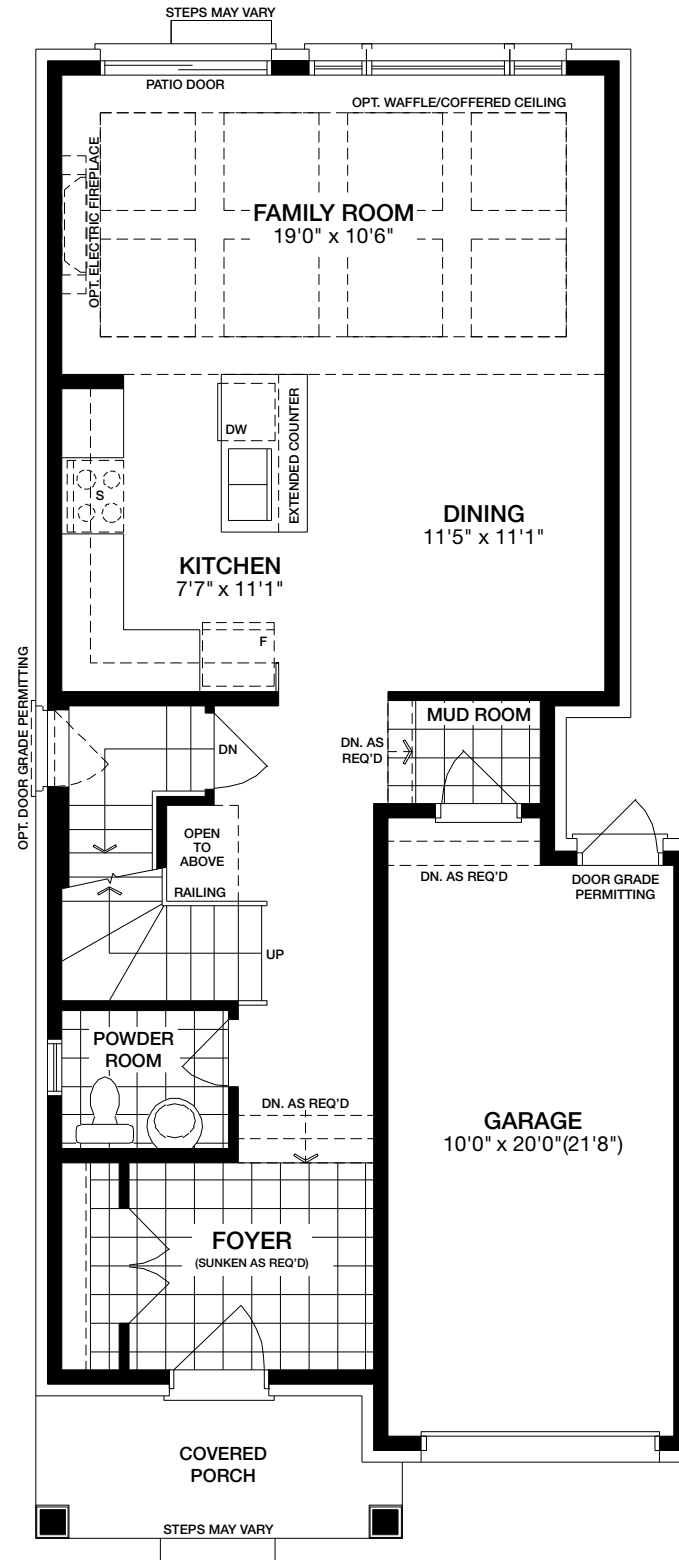 STEPS MAY VARY
PATIO DOOR
OPT. WAFFLE/COFFERED CEILING
OPT. ELECTRIC FIREPLACE
FAMILY ROOM
19'0" x 10'6"
DW
EXTENDED COUNTER
S
DINING
11'5" x 11'1"
KITCHEN
7'7" x 11'1"
F
OPT. DOOR GRADE PERMITTING
MUD ROOM
DN
DN. AS
REQ'D
OPEN
TO
ABOVE
RAILING
DN. AS REQ'D
DOOR GRADE
PERMITTING
UP
POWDER
ROOM
DN. AS REQ'D
GARAGE
10'0" x 20'0"(21'8")
FOYER
(SUNKEN AS REQ'D)
COVERED
PORCH
STEPS MAY VARY